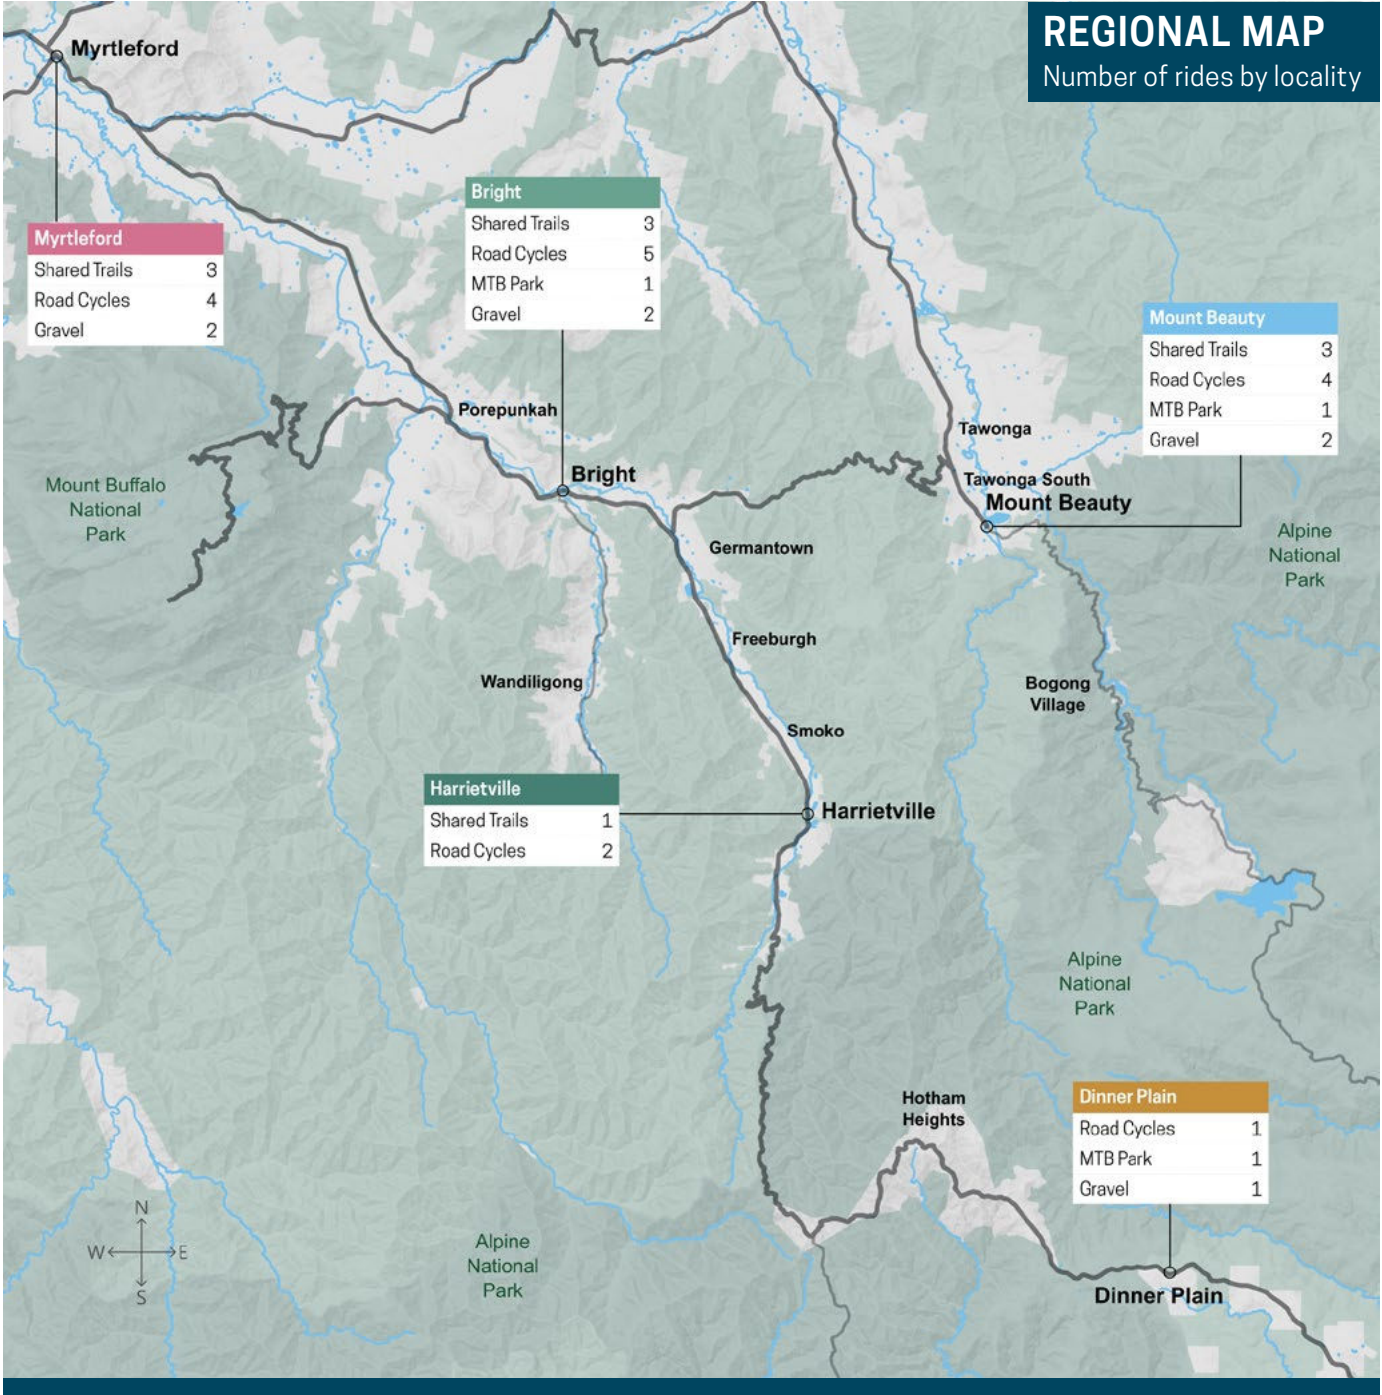 REGIONAL MAP
Number of rides by locality
Myrtleford
Myrtleford
Shared Trails 3
Road Cycles 4
Gravel 2
Bright
Shared Trails 3
Road Cycles 5
MTB Park 1
Gravel 2
Mount Beauty
Shared Trails 3
Road Cycles 4
MTB Park 1
Gravel 2
Porepunkah
Tawonga
Bright
Tawonga South
Mount Beauty
Mount Buffalo
National
Park
Alpine
National
Park
Germantown
Freeburgh
Wandiligong
Bogong
Village
Smoko
Harrietville
Shared Trails 1
Road Cycles 2
Harrietville
Alpine
National
Park
Hotham
Heights
Dinner Plain
Road Cycles 1
MTB Park 1
Gravel 1
N
W E
S
Alpine
National
Park
Dinner Plain